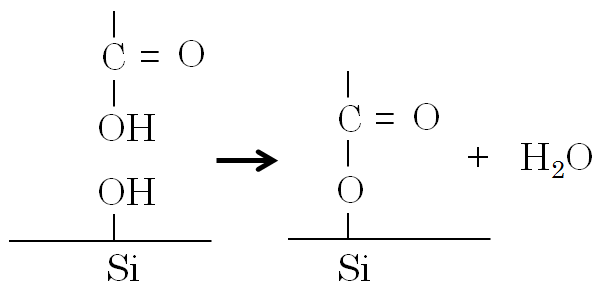 C = O
OH
OH
Si
C = O
O
Si
+ H₂O